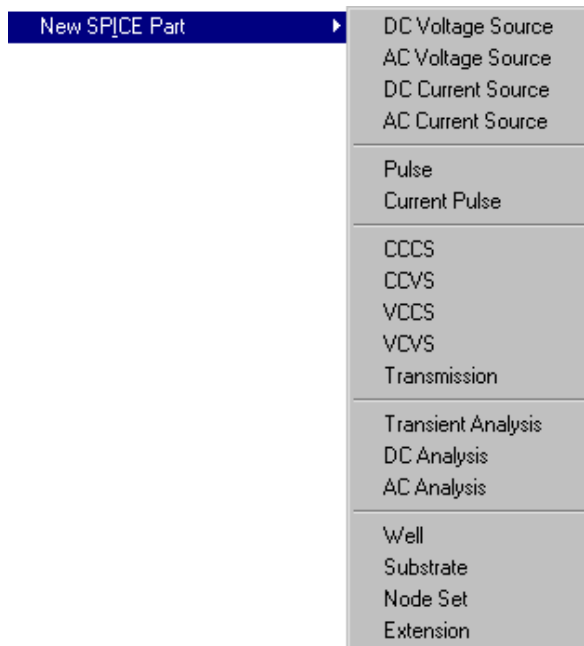 New SPICE Part
DC Voltage Source
AC Voltage Source
DC Current Source
AC Current Source
Pulse
Current Pulse
CCCS
CCVS
VCCS
VCVS
Transmission
Transient Analysis
DC Analysis
AC Analysis
Well
Substrate
Node Set
Extension